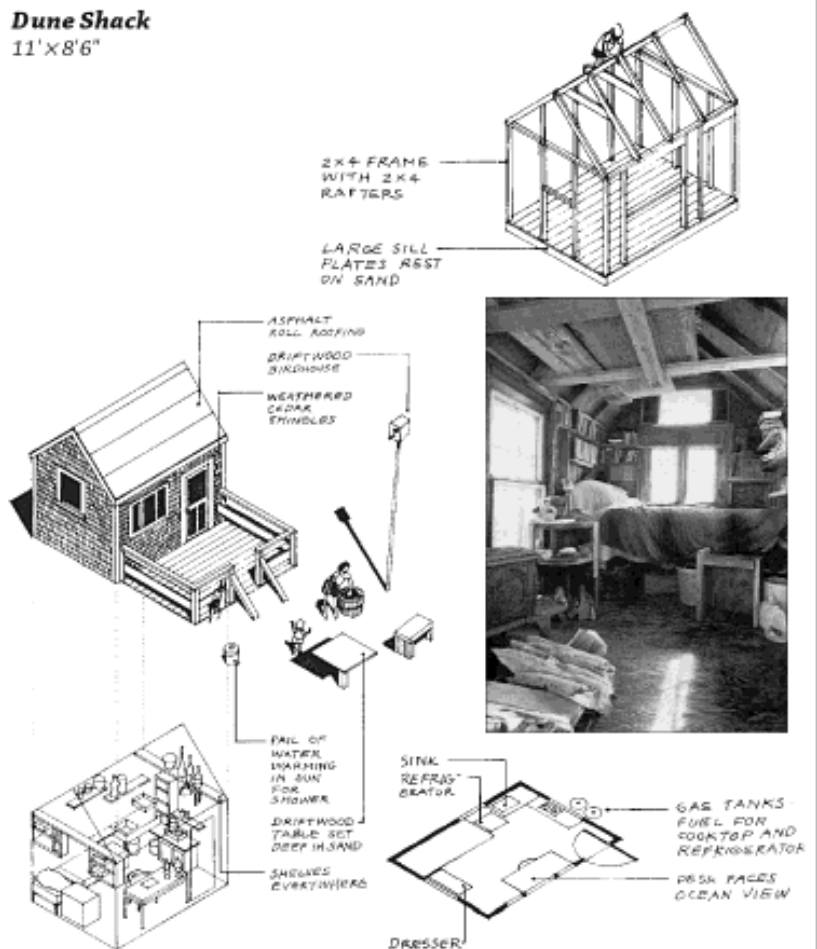 Dune Shack
11' × 8'6"
2×4 FRAME
WITH 2×4
RAFTERS
LARGE SILL
PLATES REST
ON SAND
ASPHALT
ROLL ROOFING
DRIFTWOOD
BIRDHOUSE
WEATHERED
CEDAR
SHINGLES
PAIL OF
WATER
WARMING
IN SUN
FOR
SHOWER
DRIFTWOOD
TABLE SET
DEEP IN SAND
SHELVES
EVERYWHERE
SINK
REFRIG-
ERATOR
GAS TANKS-
FUEL FOR
COOKTOP AND
REFRIGERATOR
DESK FACES
OCEAN VIEW
DRESSER